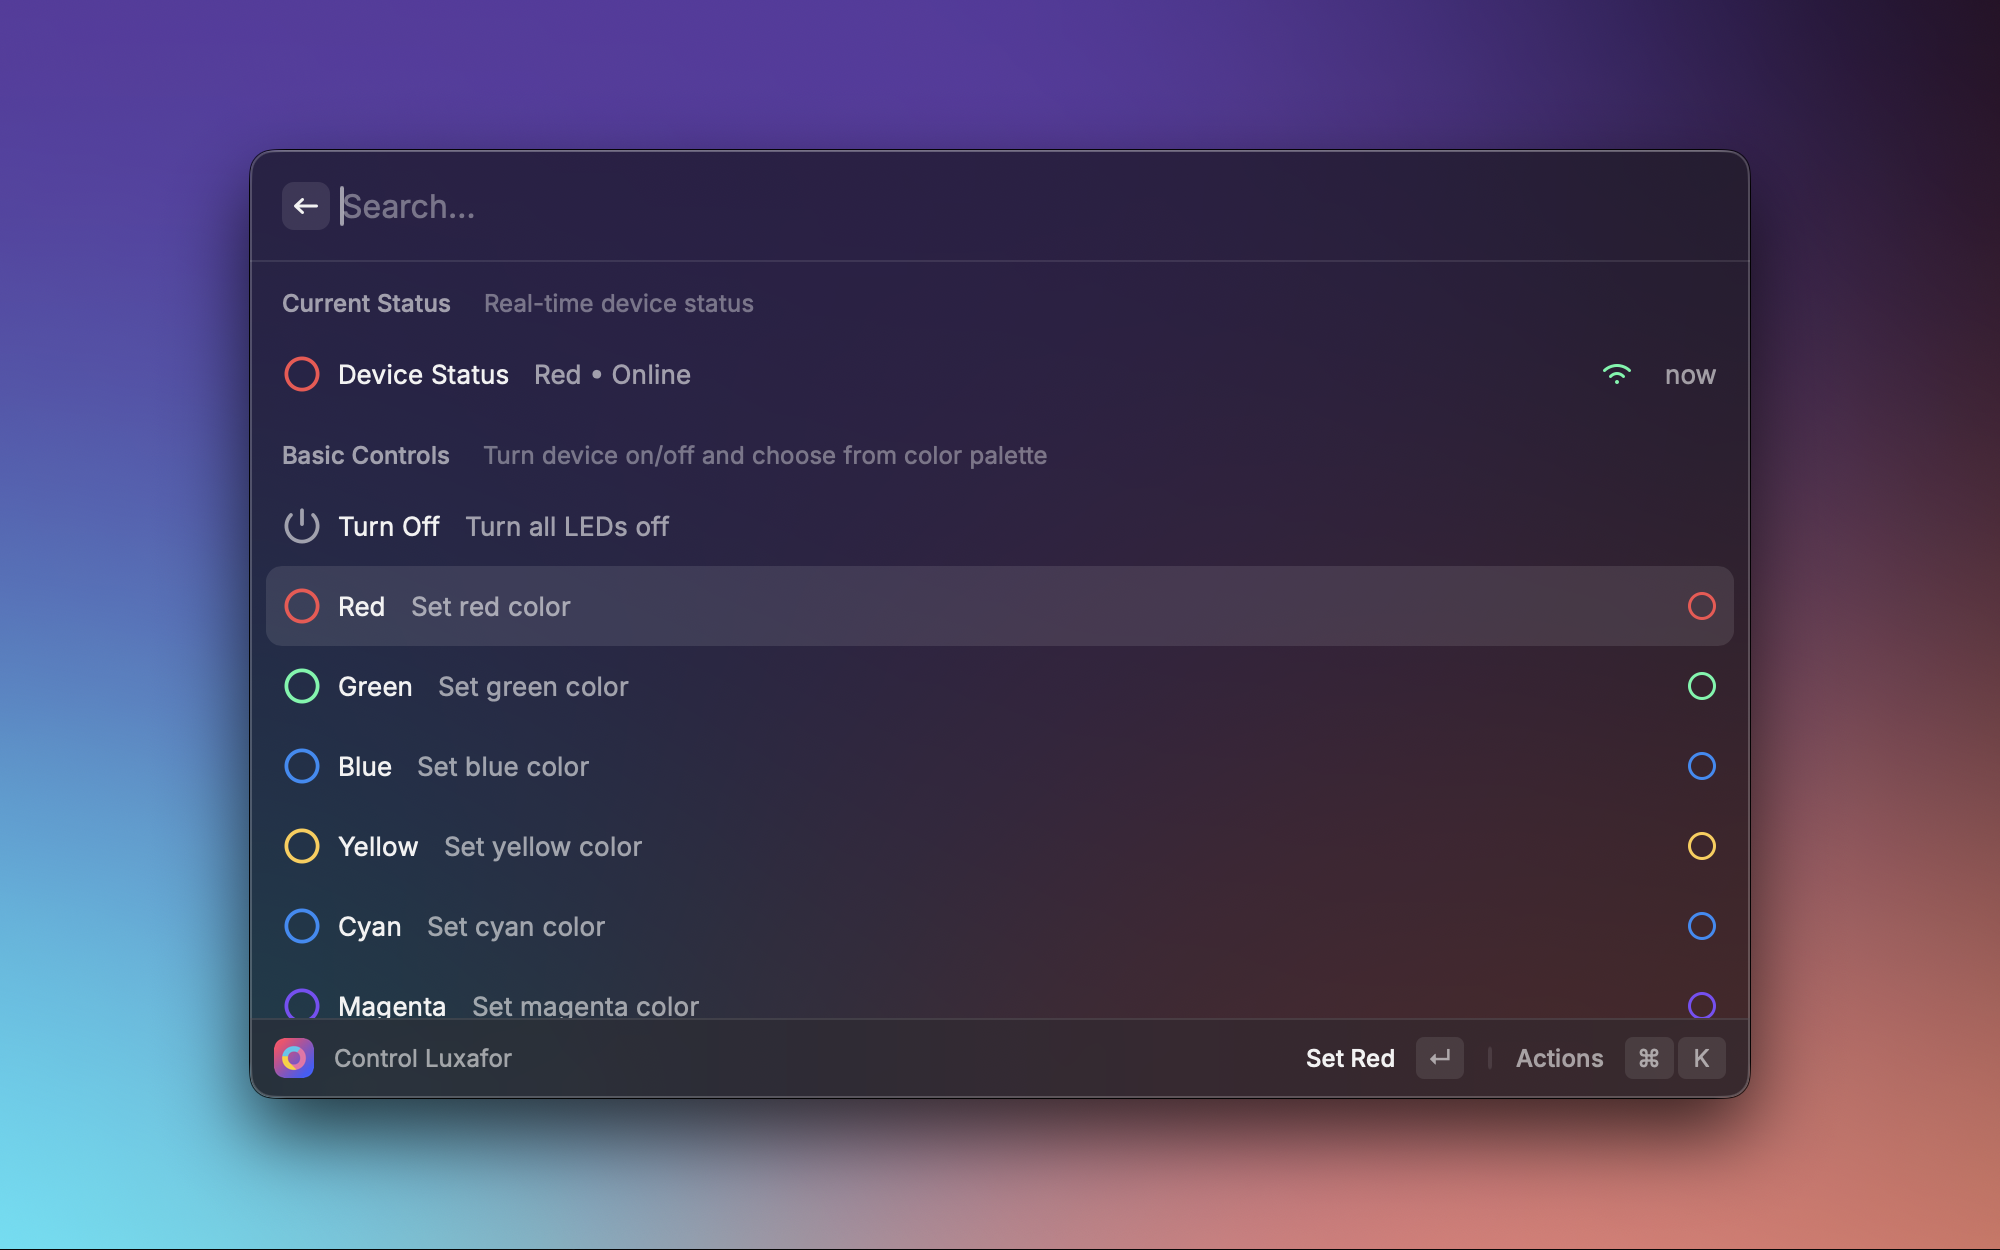 Search...
Current Status Real-time device status
Device Status Red • Online now
Basic Controls Turn device on/off and choose from color palette
Turn Off Turn all LEDs off
Red Set red color
Green Set green color
Blue Set blue color
Yellow Set yellow color
Cyan Set cyan color
Magenta Set magenta color
Control Luxafor Set Red ↵ Actions ⌘ K